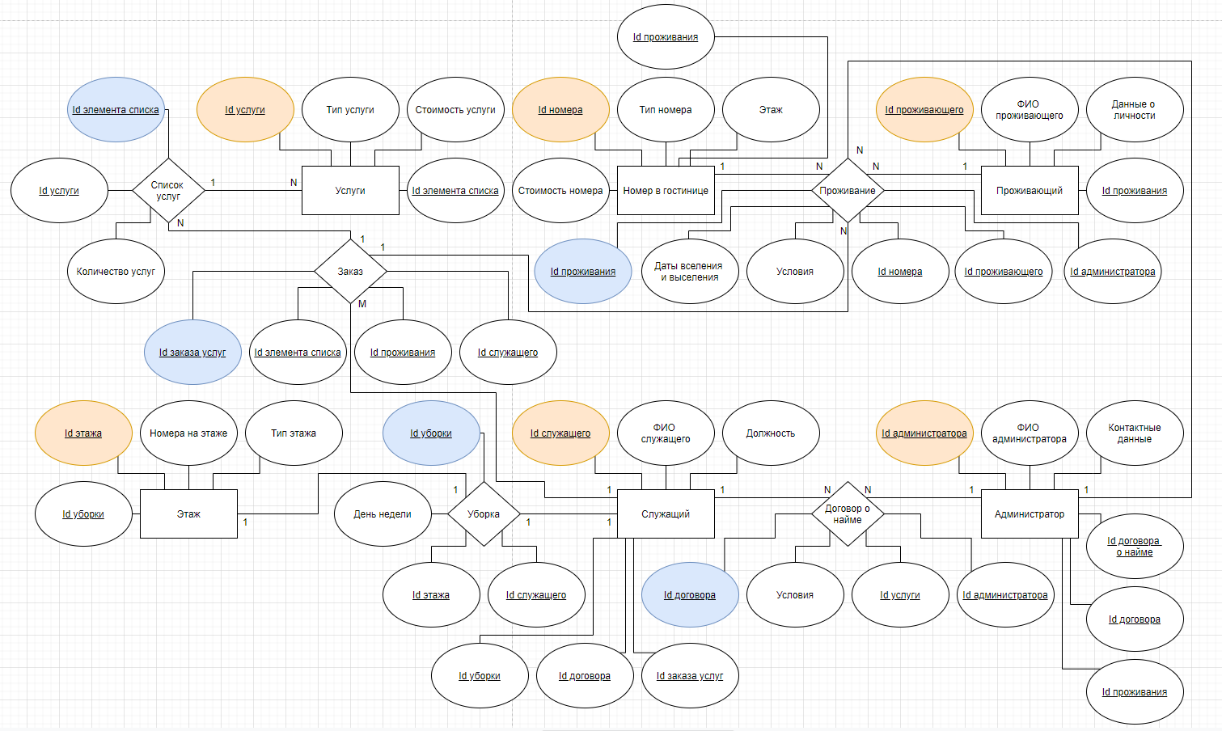 Id проживания
Id элемента списка
Id услуги
Тип услуги
Стоимость услуги
Id номера
Тип номера
Этаж
Id проживающего
ФИО
проживающего
Данные о
личности
Id услуги
Список
услуг
1
N
Услуги
Id элемента списка
Стоимость номера
Номер в гостинице
1
N
Проживание
N
N
1
Проживающий
Id проживания
N
Количество услуг
1
1
Заказ
M
Id проживания
Даты вселения
и выселения
Условия
N
Id номера
Id проживающего
Id администратора
Id заказа услуг
Id элемента списка
Id проживания
Id служащего
Id этажа
Номера на этаже
Тип этажа
Id уборки
Id служащего
ФИО
служащего
Должность
Id администратора
ФИО
администратора
Контактные
данные
Id уборки
Этаж
1
День недели
1
Уборка
1
1
1
Служащий
1
N
N
Договор о
найме
1
Администратор
1
Id договора
о найме
Id этажа
Id служащего
Id договора
Условия
Id услуги
Id администратора
Id договора
Id уборки
Id договора
Id заказа услуг
Id проживания